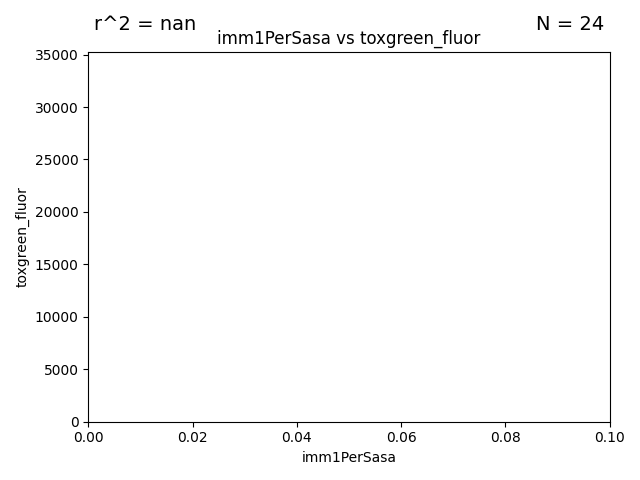 r^2 = nan
N = 24
imm1PerSasa vs toxgreen_fluor
35000
30000
25000
20000
15000
10000
5000
0
toxgreen_fluor
0.00 0.02 0.04 0.06 0.08 0.10
imm1PerSasa